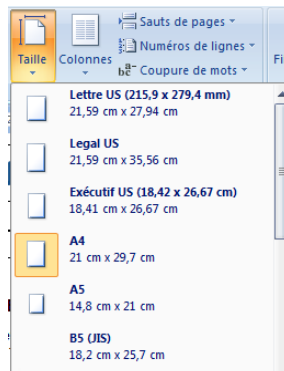 Sauts de pages
Numéros de lignes
Taille
Colonnes
Coupure de mots
Fi
Lettre US (215,9 x 279,4 mm)
21,59 cm x 27,94 cm
Legal US
21,59 cm x 35,56 cm
Exécutif US (18,42 x 26,67 cm)
18,41 cm x 26,67 cm
A4
21 cm x 29,7 cm
A5
14,8 cm x 21 cm
B5 (JIS)
18,2 cm x 25,7 cm